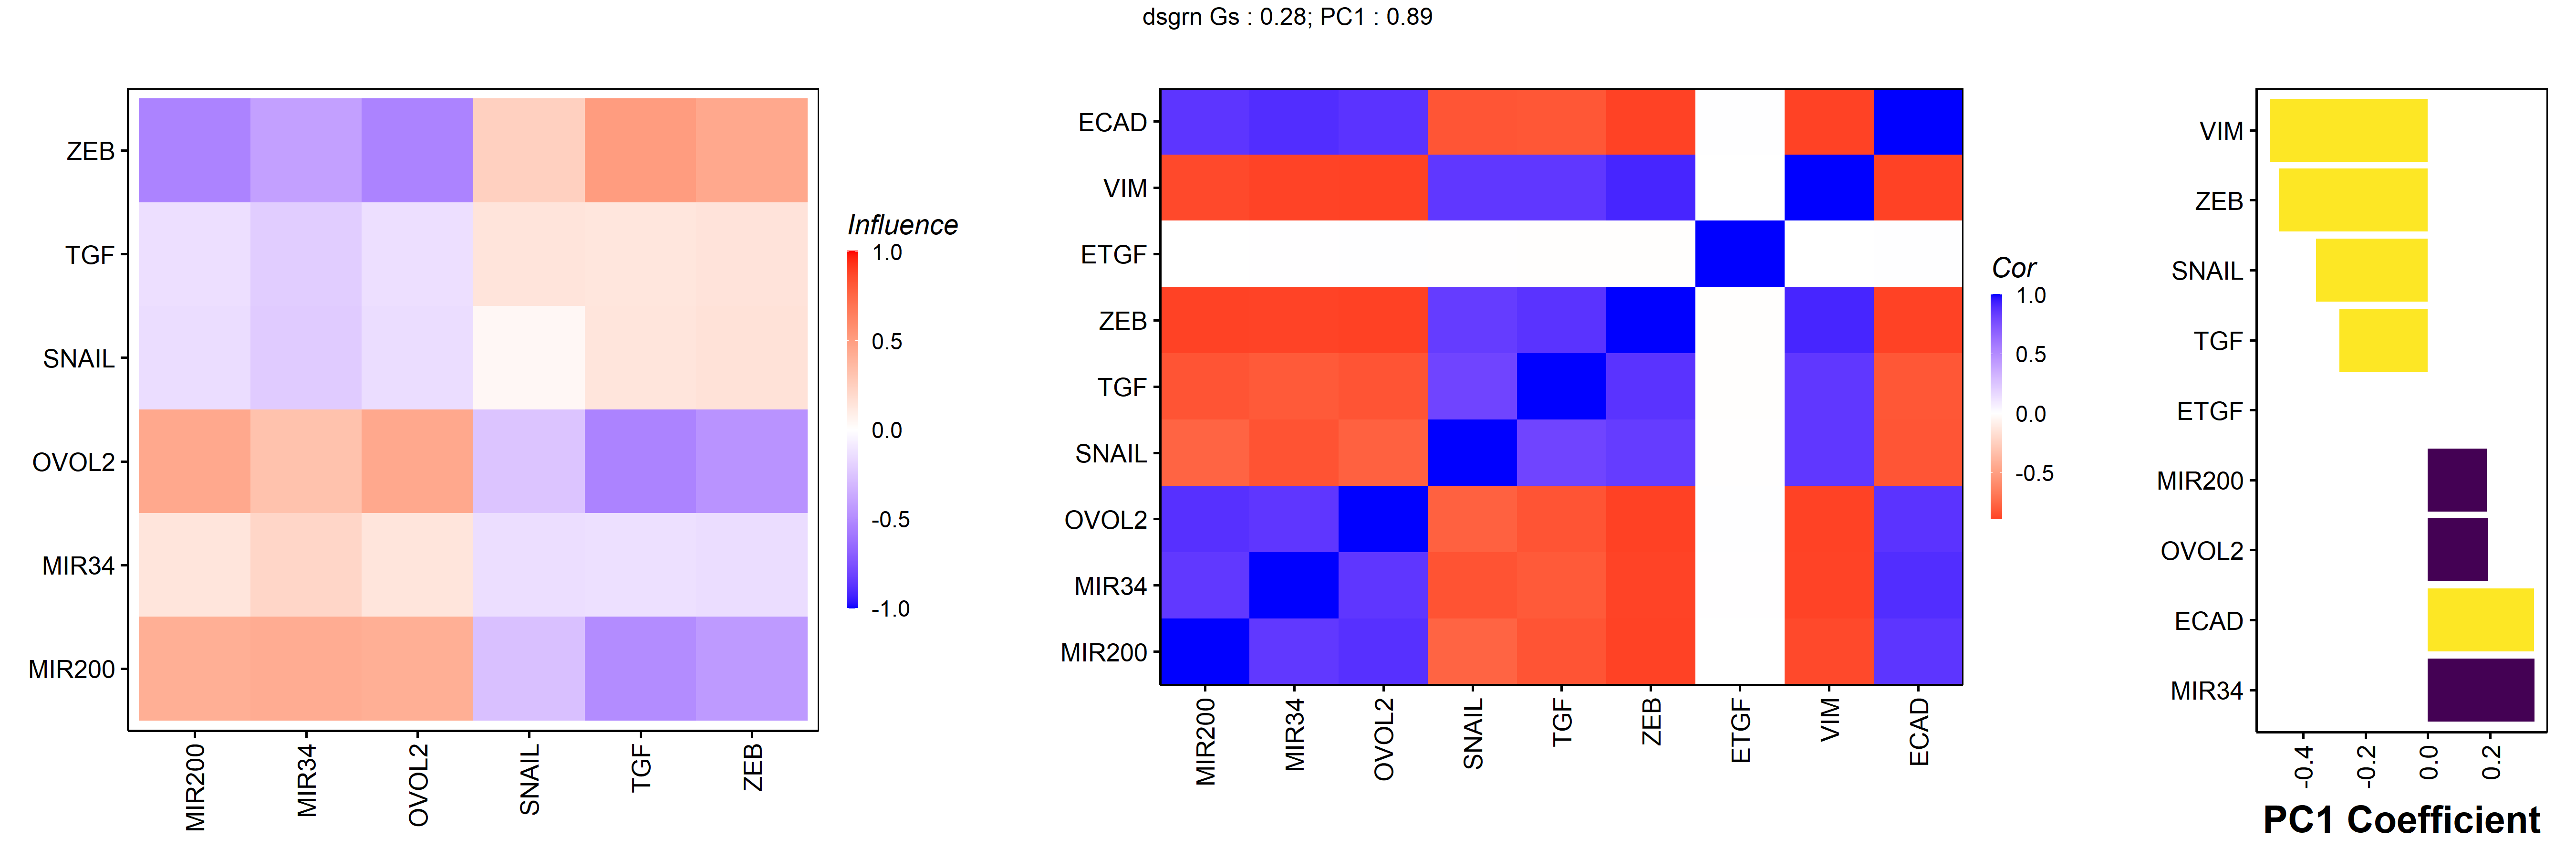 dsgrn Gs : 0.28; PC1 : 0.89
ZEB
TGF
SNAIL
OVOL2
MIR34
MIR200
MIR200
MIR34
OVOL2
SNAIL
TGF
ZEB
Influence
1.0
0.5
0.0
-0.5
-1.0
ECAD
VIM
ETGF
ZEB
TGF
SNAIL
OVOL2
MIR34
MIR200
MIR200
MIR34
OVOL2
SNAIL
TGF
ZEB
ETGF
VIM
ECAD
Cor
1.0
0.5
0.0
-0.5
VIM
ZEB
SNAIL
TGF
ETGF
MIR200
OVOL2
ECAD
MIR34
-0.4
-0.2
0.0
0.2
PC1 Coefficient